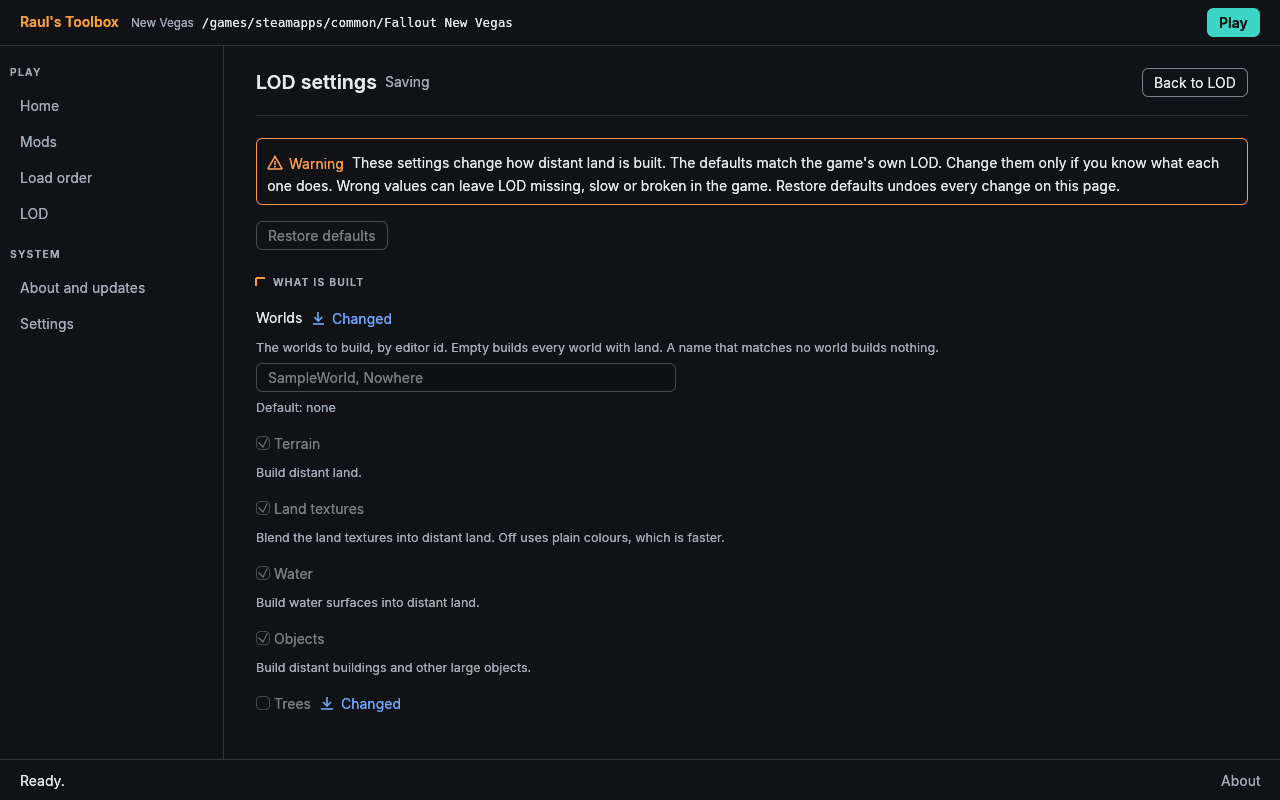 Raul's Toolbox New Vegas /games/steamapps/common/Fallout New Vegas Play
PLAY
Home
Mods
Load order
LOD
SYSTEM
About and updates
Settings
LOD settings Saving Back to LOD
Warning These settings change how distant land is built. The defaults match the game's own LOD. Change them only if you know what each
one does. Wrong values can leave LOD missing, slow or broken in the game. Restore defaults undoes every change on this page.
Restore defaults
WHAT IS BUILT
Worlds Changed
The worlds to build, by editor id. Empty builds every world with land. A name that matches no world builds nothing.
SampleWorld, Nowhere
Default: none
Terrain
Build distant land.
Land textures
Blend the land textures into distant land. Off uses plain colours, which is faster.
Water
Build water surfaces into distant land.
Objects
Build distant buildings and other large objects.
Trees Changed
Ready. About